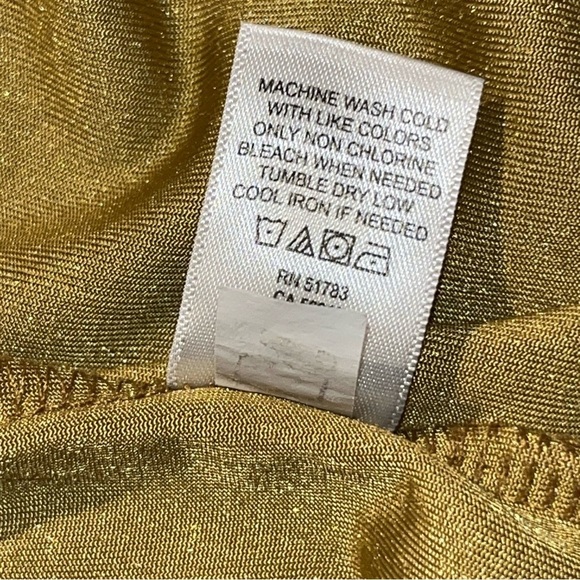 MACHINE WASH COLD
WITH LIKE COLORS
ONLY NON CHLORINE
BLEACH WHEN NEEDED
TUMBLE DRY LOW
COOL IRON IF NEEDED
RN 51783
CA